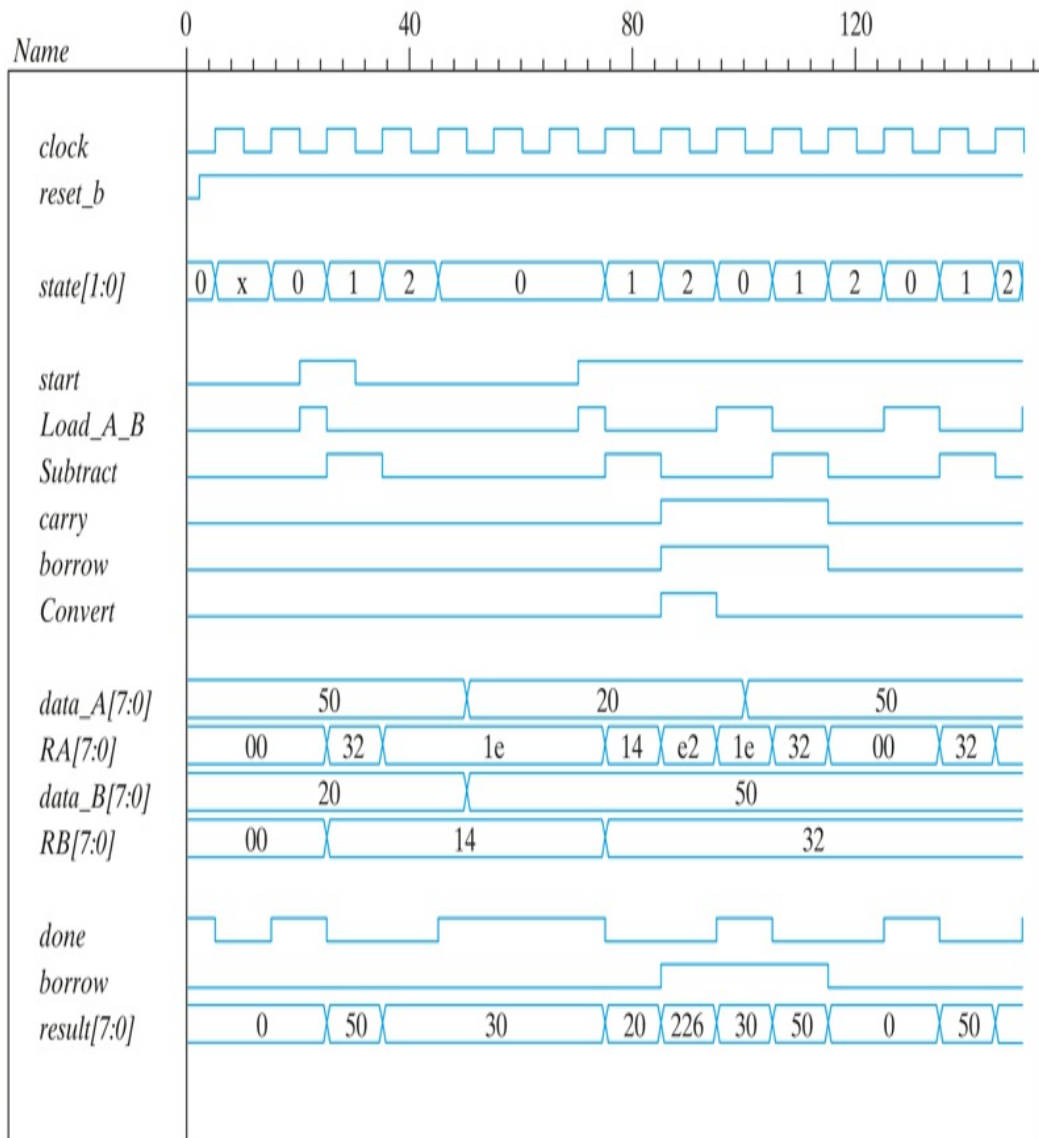 0 40 80 120
Name
clock
reset_b
state[1:0] 0 x 0 1 2 0 1 2 0 1 2 0 1 2
start
Load_A_B
Subtract
carry
borrow
Convert
data_A[7:0] 50 20 50
RA[7:0] 00 32 1e 14 e2 1e 32 00 32
data_B[7:0] 20 50
RB[7:0] 00 14 32
done
borrow
result[7:0] 0 50 30 20 226 30 50 0 50